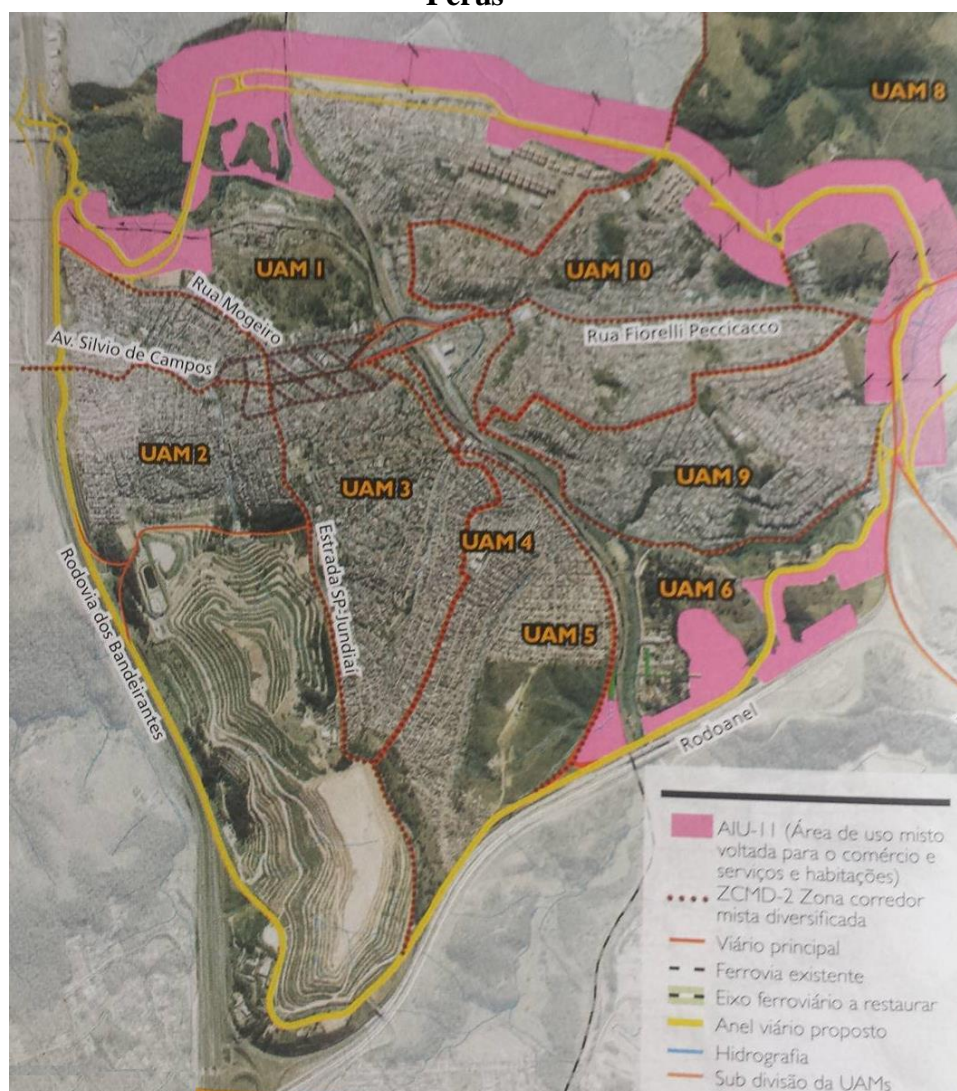 Perus
UAM 8
UAM 1
UAM 10
Rua Mogeiro
Rua Fiorelli Peccicacco
Av. Silvio de Campos
UAM 2
UAM 3
UAM 9
UAM 4
Estrada SP-Jundiaí
UAM 6
UAM 5
Rodovia dos Bandeirantes
Rodoanel
AIU-11 (Área de uso misto
voltada para o comércio e
serviços e habitações)
ZCMD-2 Zona corredor
mista diversificada
Viário principal
Ferrovia existente
Eixo ferroviário a restaurar
Anel viário proposto
Hidrografia
Sub divisão da UAMs